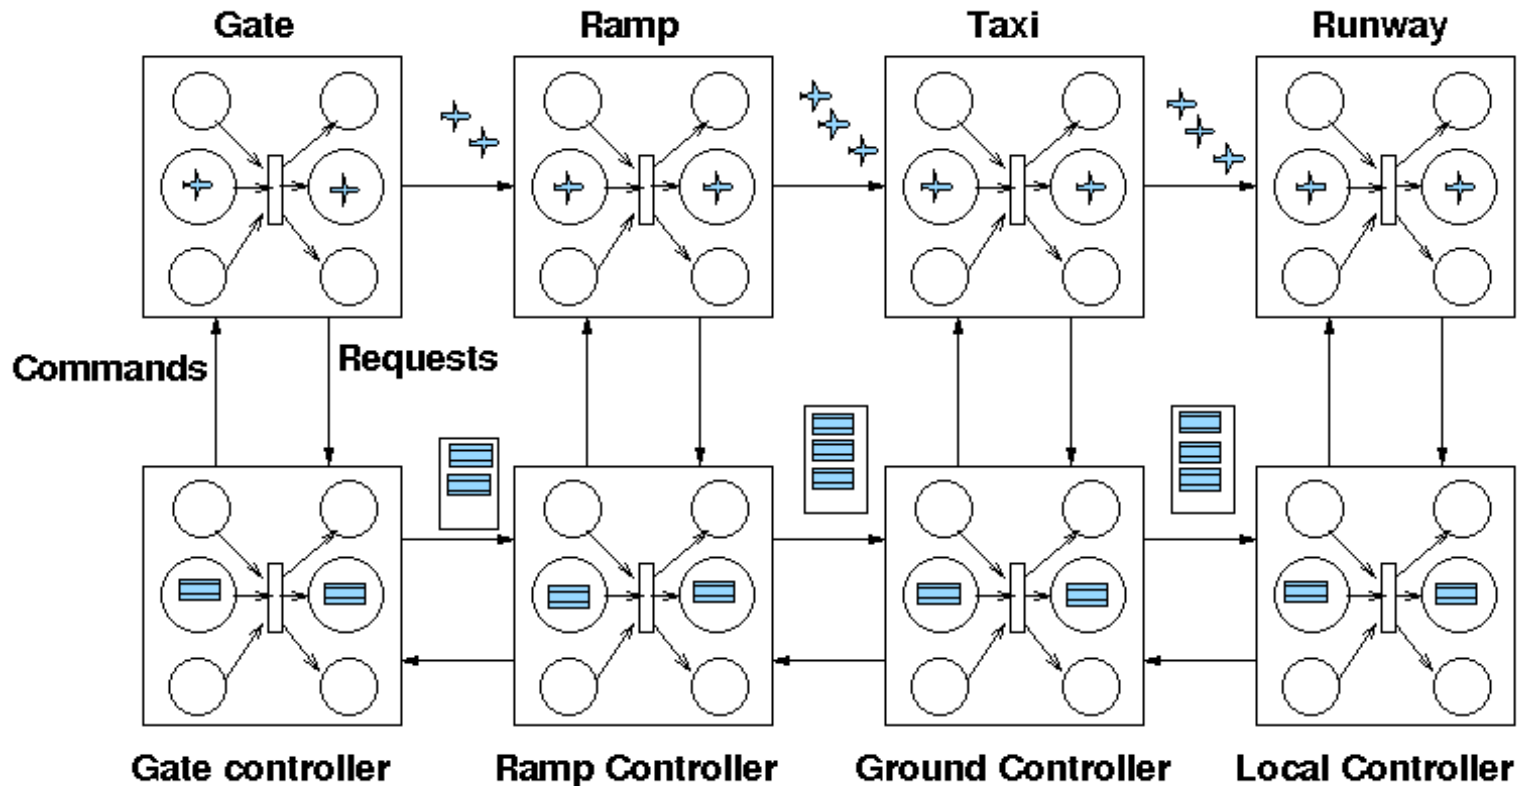 Gate
Ramp
Taxi
Runway
Commands
Requests
Gate controller
Ramp Controller
Ground Controller
Local Controller